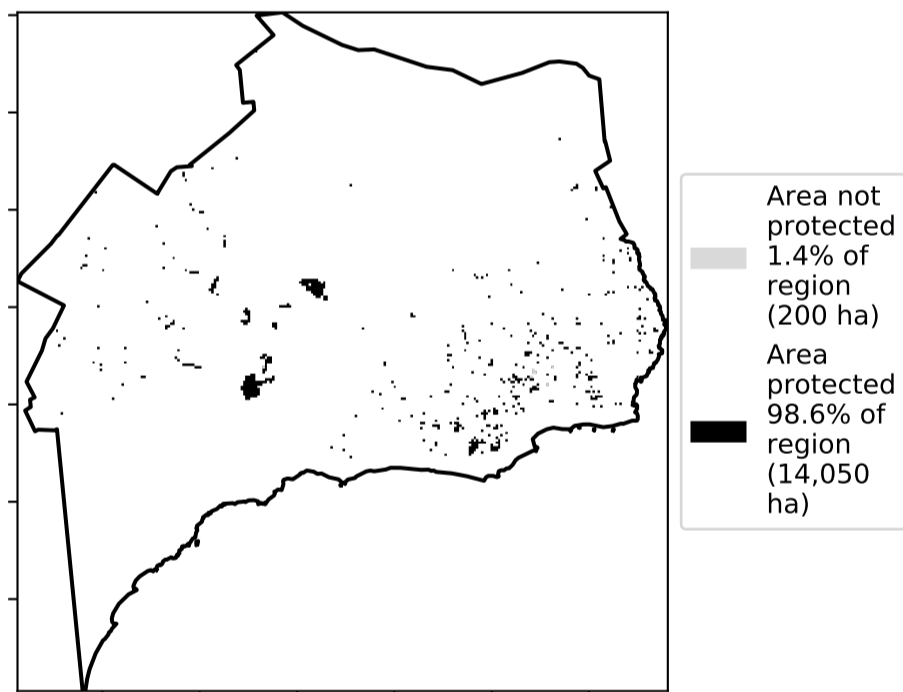 Area not
protected
1.4% of
region
(200 ha)
Area
protected
98.6% of
region
(14,050
ha)